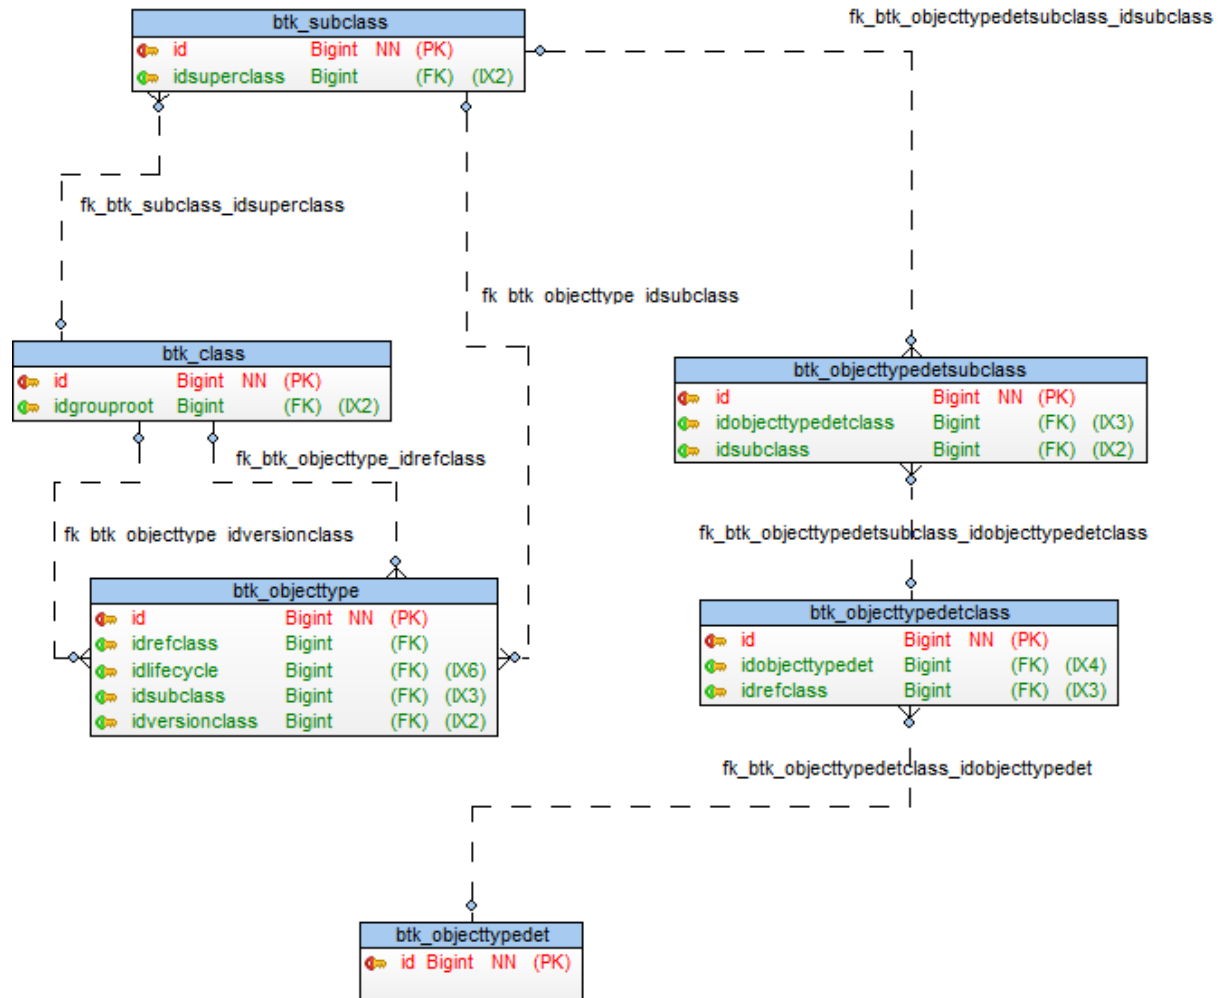 fk_btk_objecttypedetsubclass_idsubclass
btk_subclass
id Bigint NN (PK)
idsuperclass Bigint (FK) (IX2)
fk_btk_subclass_idsuperclass
fk_btk_objecttype_idsubclass
btk_class
id Bigint NN (PK)
idgrouproot Bigint (FK) (IX2)
btk_objecttypedetsubclass
id Bigint NN (PK)
idobjecttypedetclass Bigint (FK) (IX3)
idsubclass Bigint (FK) (IX2)
fk_btk_objecttype_idrefclass
fk_btk_objecttype_idversionclass
fk_btk_objecttypedetsubclass_idobjecttypedetclass
btk_objecttype
id Bigint NN (PK)
idrefclass Bigint (FK)
idlifecycle Bigint (FK) (IX6)
idsubclass Bigint (FK) (IX3)
idversionclass Bigint (FK) (IX2)
btk_objecttypedetclass
id Bigint NN (PK)
idobjecttypedet Bigint (FK) (IX4)
idrefclass Bigint (FK) (IX3)
fk_btk_objecttypedetclass_idobjecttypedet
btk_objecttypedet
id Bigint NN (PK)